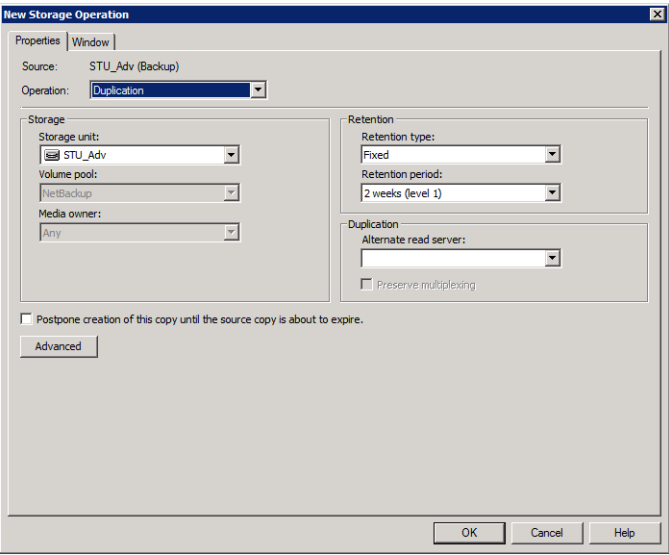 New Storage Operation
Properties
Window
Source: STU_Adv (Backup)
Operation: Duplication
Storage
Storage unit:
STU_Adv
Volume pool:
NetBackup
Media owner:
Any
Retention
Retention type:
Fixed
Retention period:
2 weeks (level 1)
Duplication
Alternate read server:
Preserve multiplexing
Postpone creation of this copy until the source copy is about to expire.
Advanced
OK
Cancel
Help